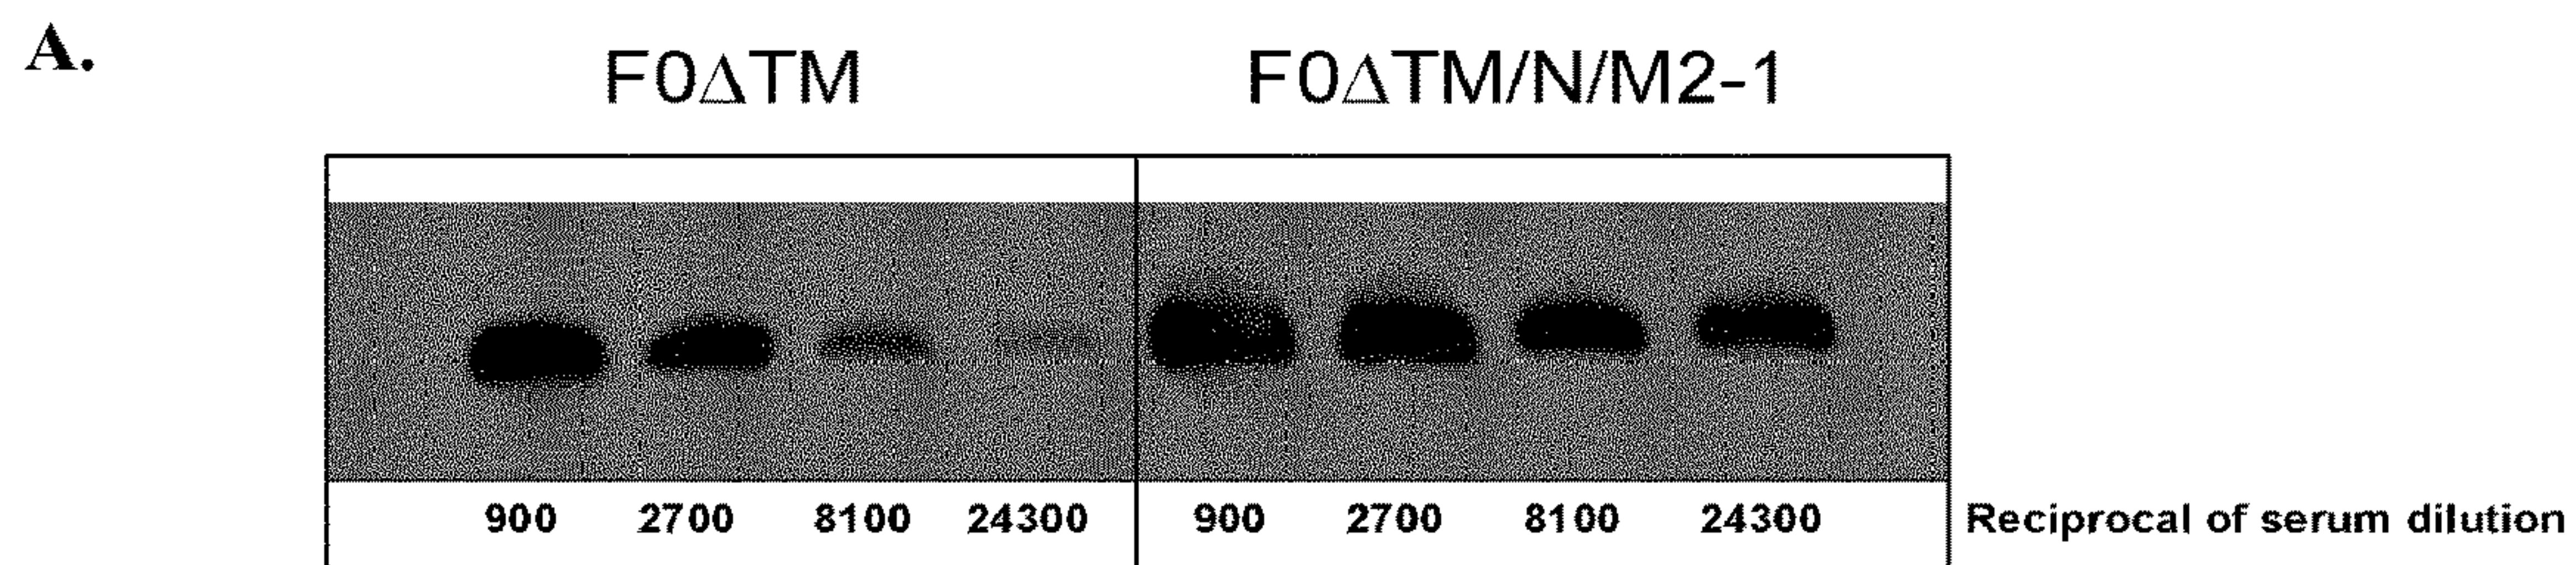 A.
F0ΔTM F0ΔTM/N/M2-1
900 2700 8100 24300 900 2700 8100 24300 Reciprocal of serum dilution